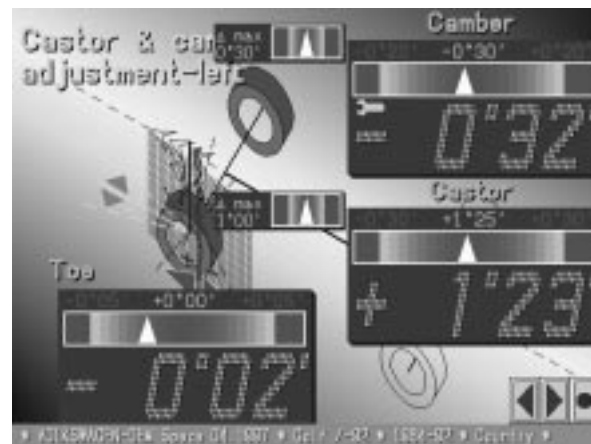 Castor & cam
adjustment-left
Δ max
0°30'
Camber
-0°30'
- 0°32'
Δ max
1°00'
Castor
+1°25'
+ 1°23'
Toe
+0°00'
- 0°02'